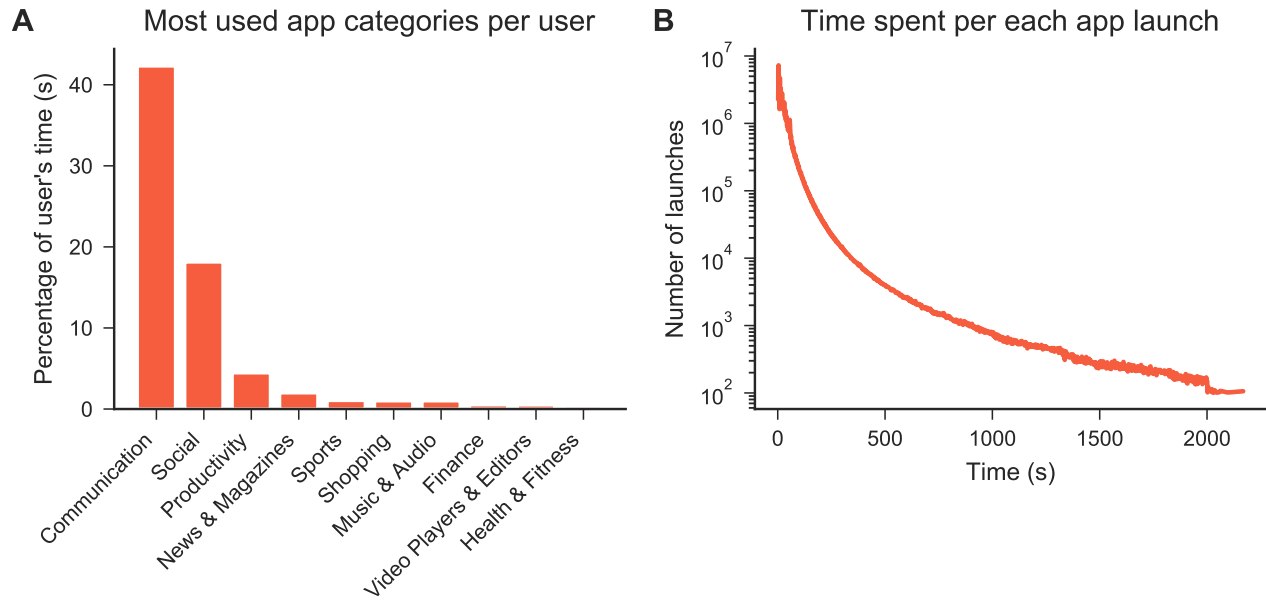 A
Most used app categories per user
Percentage of user's time (s)
40
30
20
10
0
Communication
Social
Productivity
News & Magazines
Sports
Shopping
Music & Audio
Finance
Video Players & Editors
Health & Fitness
B
Time spent per each app launch
Number of launches
10⁷
10⁶
10⁵
10⁴
10³
10²
0
500
1000
1500
2000
Time (s)